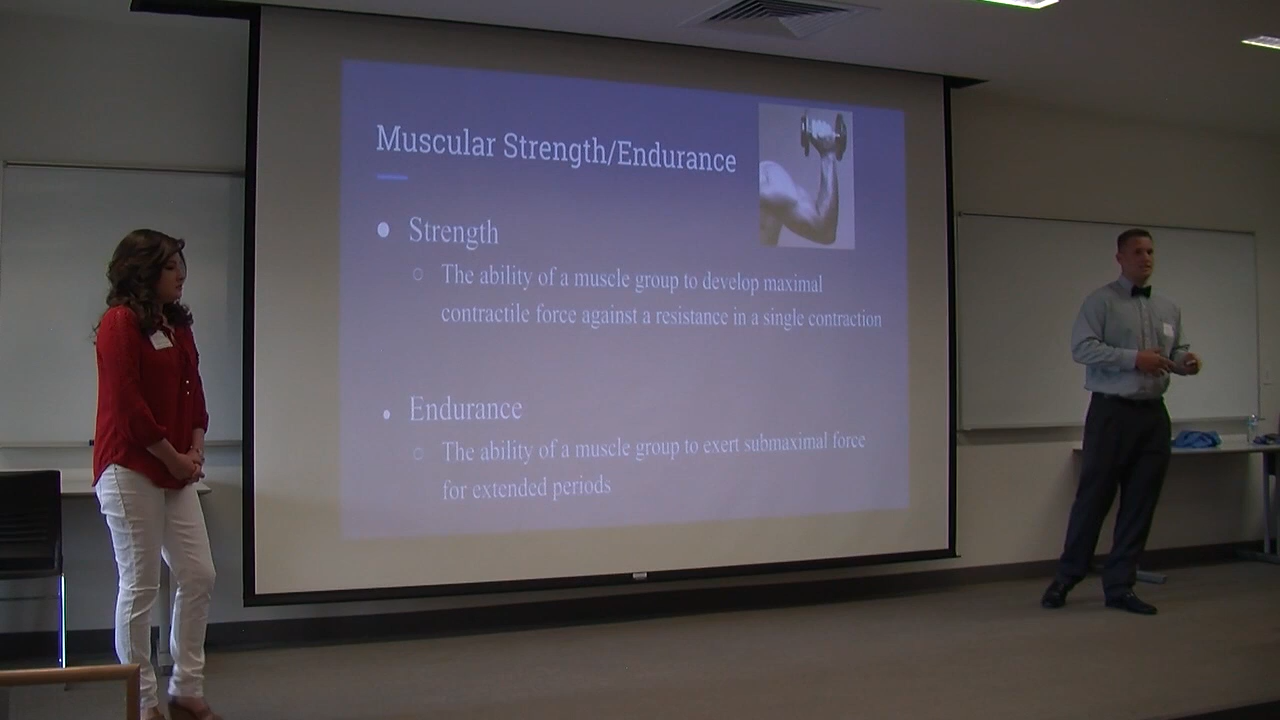 Muscular Strength/Endurance
● Strength
○ The ability of a muscle group to develop maximal
contractile force against a resistance in a single contraction
● Endurance
○ The ability of a muscle group to exert submaximal force
for extended periods